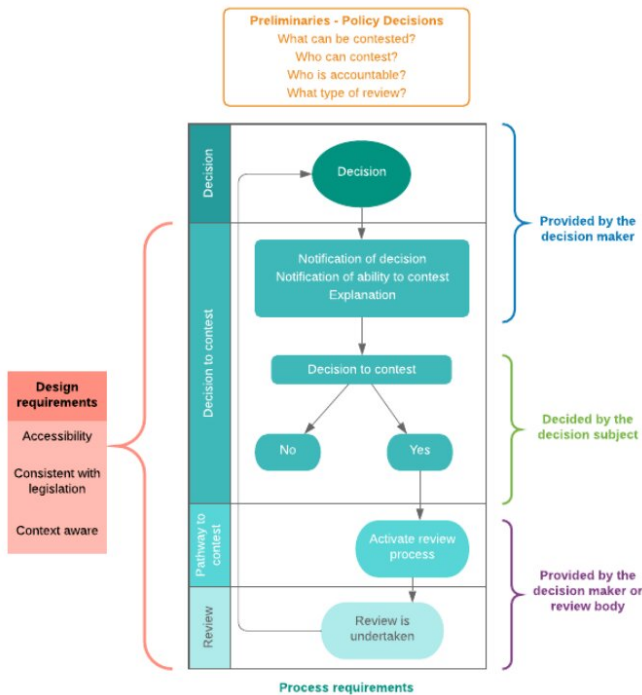 Preliminaries - Policy Decisions
What can be contested?
Who can contest?
Who is accountable?
What type of review?
Decision
Decision
Provided by the
decision maker
Decision to contest
Notification of decision
Notification of ability to contest
Explanation
Decision to contest
No
Yes
Decided by the
decision subject
Design
requirements
Accessibility
Consistent with
legislation
Context aware
Pathway to
contest
Activate review
process
Provided by the
decision maker or
review body
Review
Review is
undertaken
Process requirements